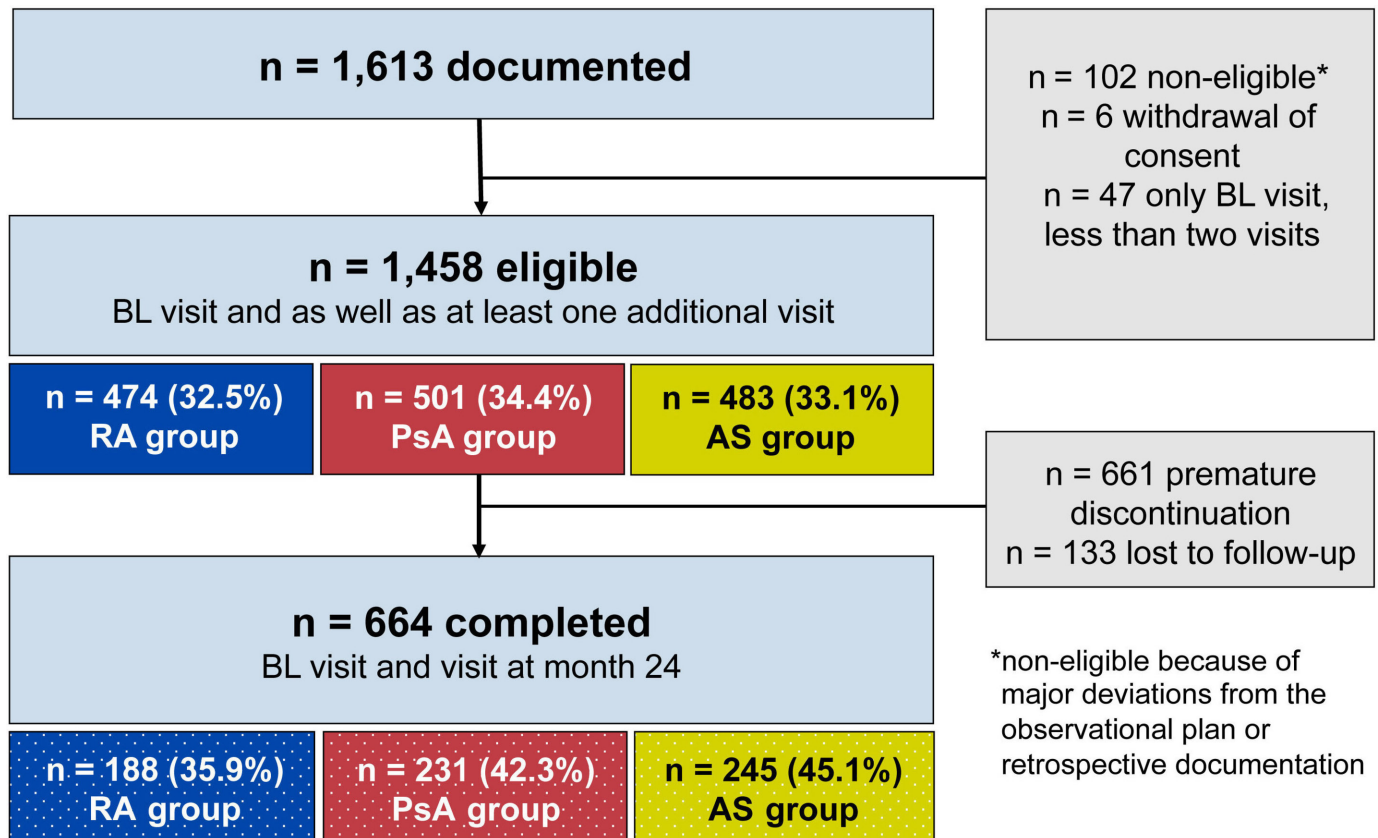 n = 1,613 documented
n = 102 non-eligible*
n = 6 withdrawal of
consent
n = 47 only BL visit,
less than two visits
n = 1,458 eligible
BL visit and as well as at least one additional visit
n = 474 (32.5%)
RA group
n = 501 (34.4%)
PsA group
n = 483 (33.1%)
AS group
n = 661 premature
discontinuation
n = 133 lost to follow-up
n = 664 completed
BL visit and visit at month 24
*non-eligible because of
major deviations from the
observational plan or
retrospective documentation
n = 188 (35.9%)
RA group
n = 231 (42.3%)
PsA group
n = 245 (45.1%)
AS group